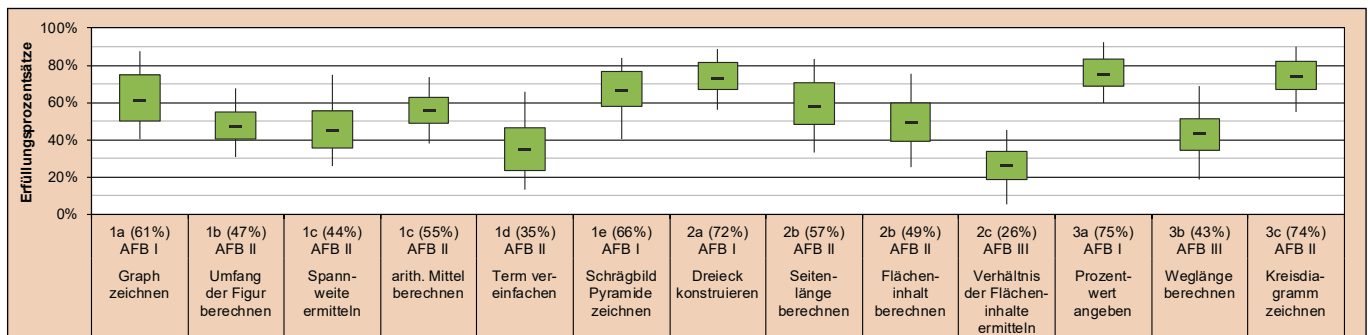 Erfüllungsprozentsätze
100%
80%
60%
40%
20%
0%
1a (61%)
AFB I
Graph
zeichnen
1b (47%)
AFB II
Umfang
der Figur
berechnen
1c (44%)
AFB II
Spann-
weite
ermitteln
1c (55%)
AFB II
arith. Mittel
berechnen
1d (35%)
AFB II
Term ver-
einfachen
1e (66%)
AFB I
Schrägbild
Pyramide
zeichnen
2a (72%)
AFB I
Dreieck
konstruieren
2b (57%)
AFB II
Seiten-
länge
berechnen
2b (49%)
AFB II
Flächen-
inhalt
berechnen
2c (26%)
AFB III
Verhältnis
der Flächen-
inhalte
ermitteln
3a (75%)
AFB I
Prozent-
wert
angeben
3b (43%)
AFB III
Weglänge
berechnen
3c (74%)
AFB II
Kreisdia-
gramm
zeichnen